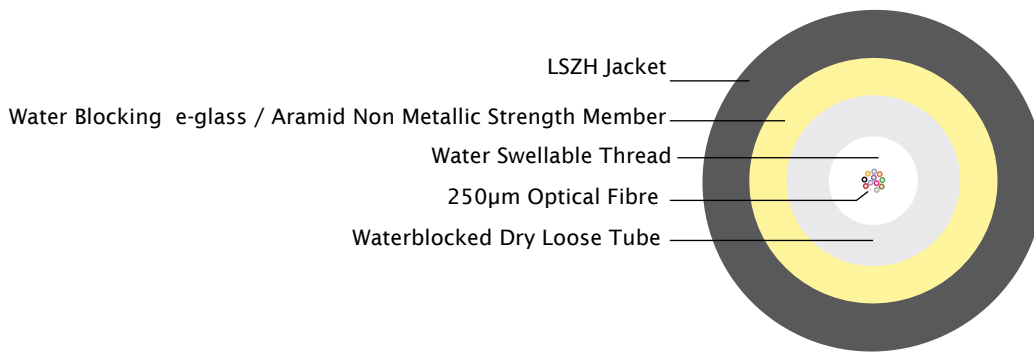 LSZH Jacket
Water Blocking e-glass / Aramid Non Metallic Strength Member
Water Swellable Thread
250µm Optical Fibre
Waterblocked Dry Loose Tube